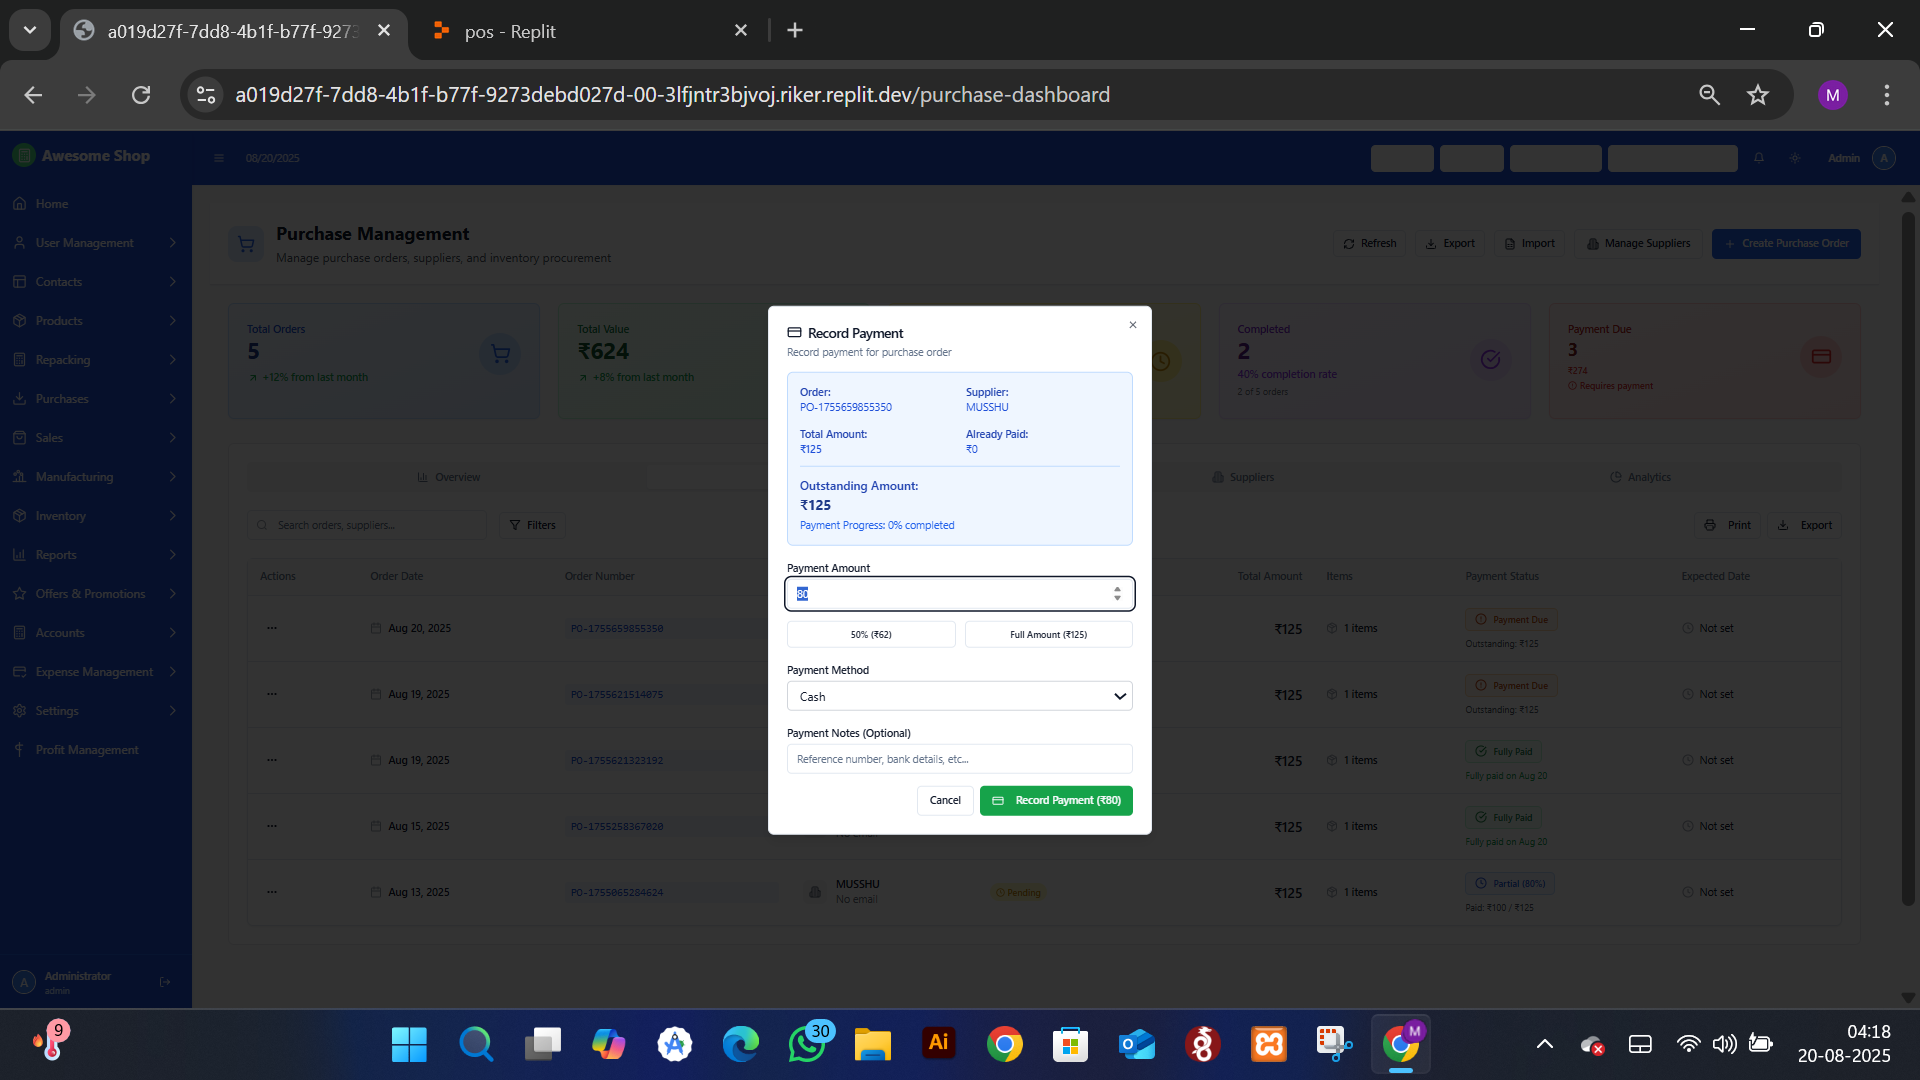 a019d27f-7dd8-4b1f-b77f-9273
pos - Replit
a019d27f-7dd8-4b1f-b77f-9273debd027d-00-3lfjntr3bjvoj.riker.replit.dev/purchase-dashboard
M
Awesome Shop
08/20/2025
Admin
A
Home
User Management
Contacts
Products
Repacking
Purchases
Sales
Manufacturing
Inventory
Reports
Offers & Promotions
Accounts
Expense Management
Settings
Profit Management
A
Administrator
admin
Purchase Management
Manage purchase orders, suppliers, and inventory procurement
Refresh
Export
Import
Manage Suppliers
Create Purchase Order
Total Orders
5
+12% from last month
Total Value
₹624
+8% from last month
Completed
2
40% completion rate
2 of 5 orders
Payment Due
3
₹274
Requires payment
Overview
Suppliers
Analytics
Search orders, suppliers...
Filters
Print
Export
Actions
Order Date
Order Number
Total Amount
Items
Payment Status
Expected Date
Aug 20, 2025
PO-1755659855350
₹125
1 items
Payment Due
Outstanding: ₹125
Not set
Aug 19, 2025
PO-1755621514075
₹125
1 items
Payment Due
Outstanding: ₹125
Not set
Aug 19, 2025
PO-1755621323192
₹125
1 items
Fully Paid
Fully paid on Aug 20
Not set
Aug 15, 2025
PO-1755258367020
₹125
1 items
Fully Paid
Fully paid on Aug 20
Not set
Aug 13, 2025
PO-1755065284624
MUSSHU
No email
Pending
₹125
1 items
Partial (80%)
Paid: ₹100 / ₹125
Not set
Record Payment
Record payment for purchase order
Order:
PO-1755659855350
Supplier:
MUSSHU
Total Amount:
₹125
Already Paid:
₹0
Outstanding Amount:
₹125
Payment Progress: 0% completed
Payment Amount
80
50% (₹62)
Full Amount (₹125)
Payment Method
Cash
Payment Notes (Optional)
Reference number, bank details, etc...
Cancel
Record Payment (₹80)
9
30
Ai
M
04:18
20-08-2025